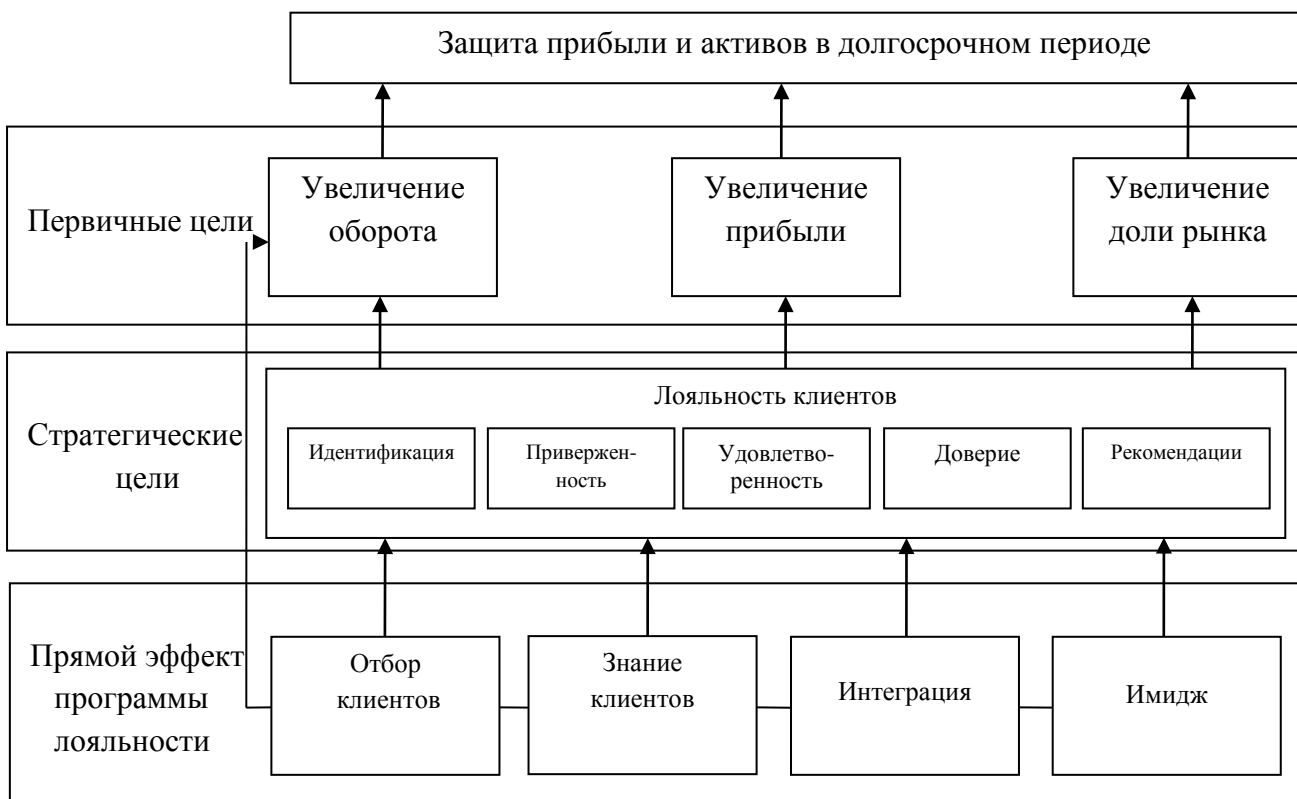 Защита прибыли и активов в долгосрочном периоде
Первичные цели
Увеличение
оборота
Увеличение
прибыли
Увеличение
доли рынка
Стратегические
цели
Лояльность клиентов
Идентификация
Привержен-
ность
Удовлетво-
ренность
Доверие
Рекомендации
Прямой эффект
программы
лояльности
Отбор
клиентов
Знание
клиентов
Интеграция
Имидж